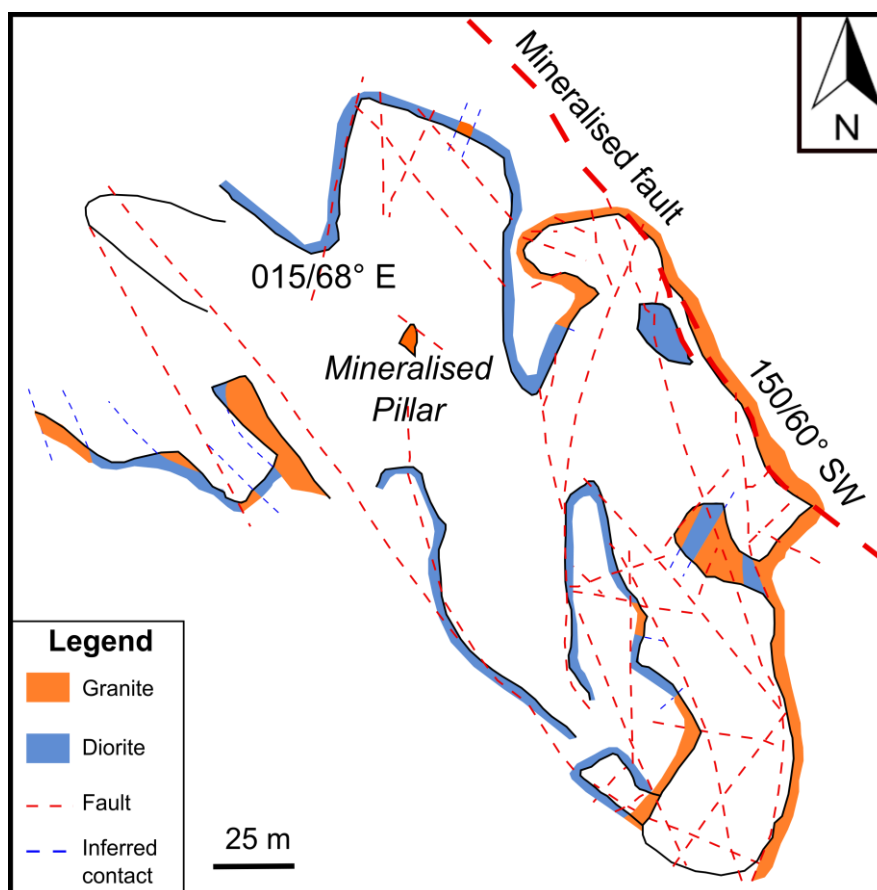 Mineralised fault
N
015/68° E
Mineralised
Pillar
150/60° SW
Legend
Granite
Diorite
Fault
Inferred
contact
25 m